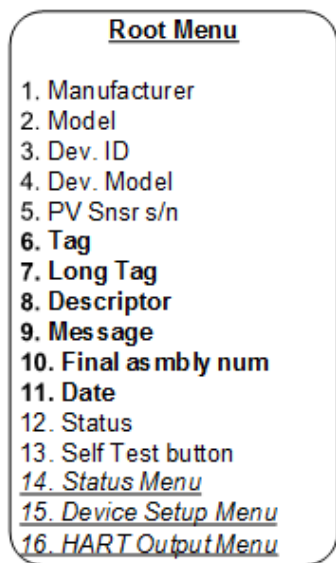 Root Menu
1. Manufacturer
2. Model
3. Dev. ID
4. Dev. Model
5. PV Snsr s/n
6. Tag
7. Long Tag
8. Descriptor
9. Message
10. Final asmbly num
11. Date
12. Status
13. Self Test button
14. Status Menu
15. Device Setup Menu
16. HART Output Menu